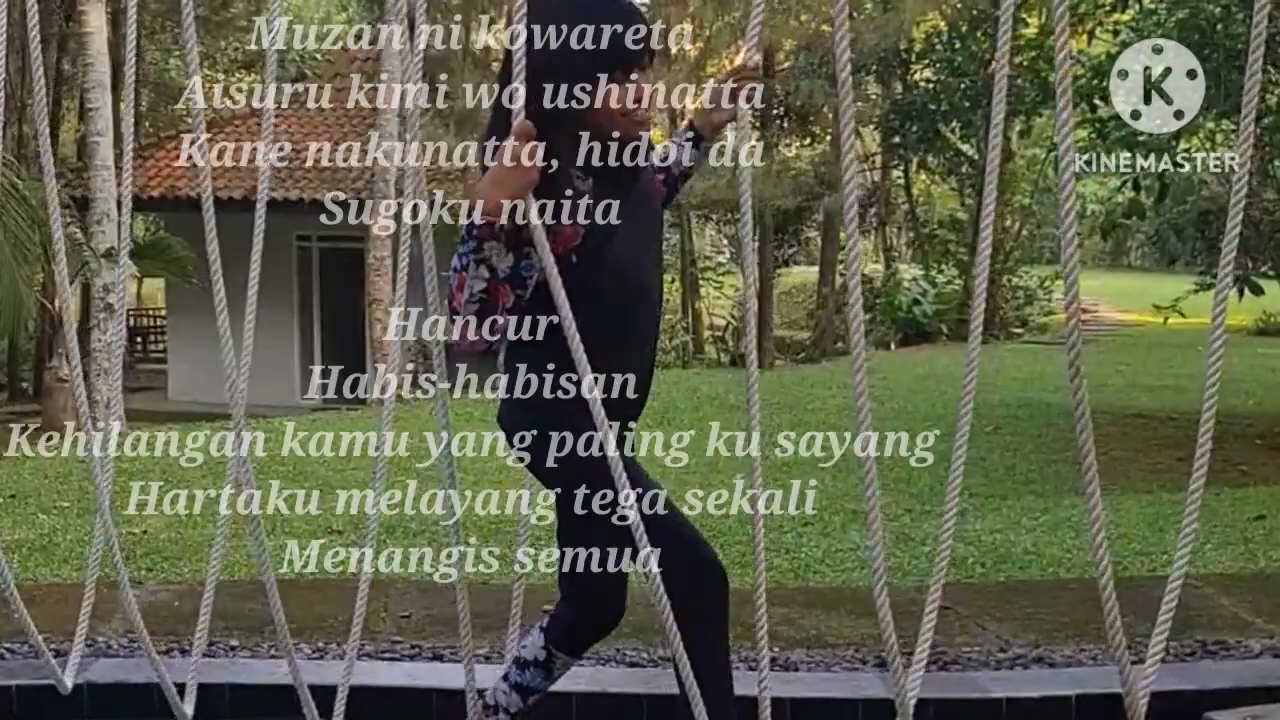 Muzan ni kowareta
Aisuru kimi wo ushinatta
Kane nakunatta, hidoi da
Sugoku naita
Hancur
Habis-habisan
Kehilangan kamu yang paling ku sayang
Hartaku melayang tega sekali
Menangis semua
K
KINEMASTER